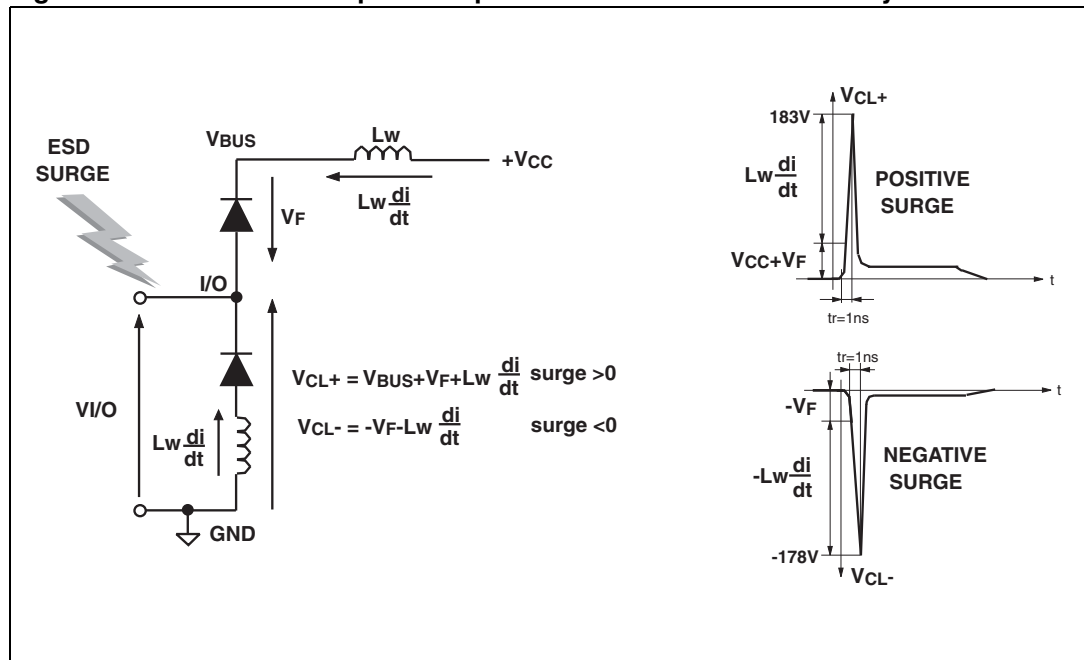 ESD
SURGE
VBUS
Lw
+VCC
Lw di/dt
VF
I/O
VI/O
Lw di/dt
VCL+ = VBUS+VF+Lw di/dt surge >0
VCL- = -VF-Lw di/dt surge <0
GND
VCL+
183V
Lw di/dt
POSITIVE
SURGE
VCC+VF
t
tr=1ns
tr=1ns
t
-VF
-Lw di/dt
NEGATIVE
SURGE
-178V
VCL-